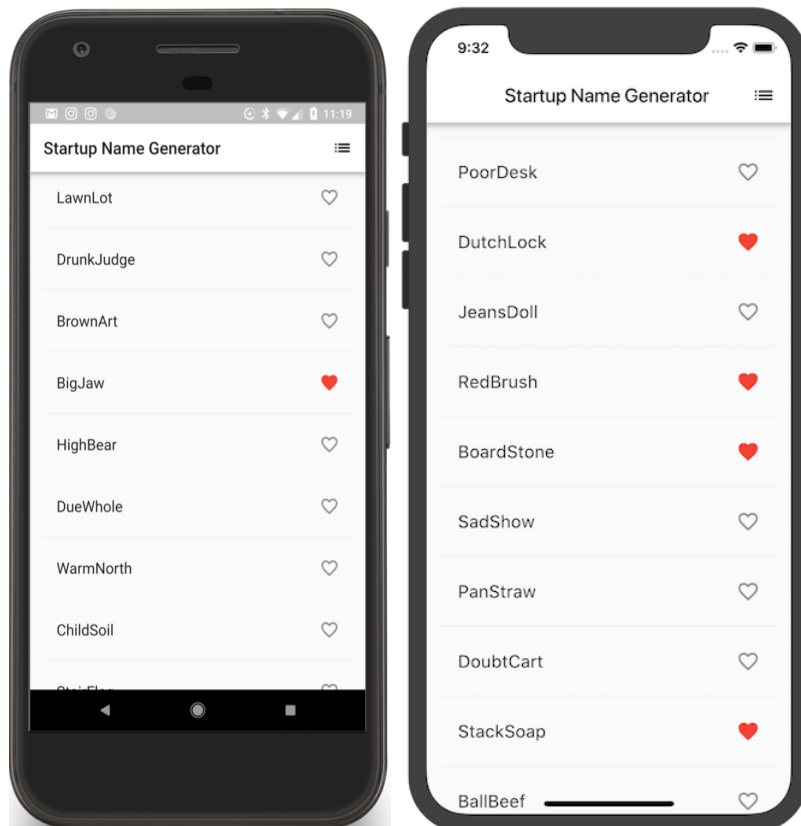 11:19
Startup Name Generator
LawnLot
DrunkJudge
BrownArt
BigJaw
HighBear
DueWhole
WarmNorth
ChildSoil
9:32
Startup Name Generator
PoorDesk
DutchLock
JeansDoll
RedBrush
BoardStone
SadShow
PanStraw
DoubtCart
StackSoap
BallBeef